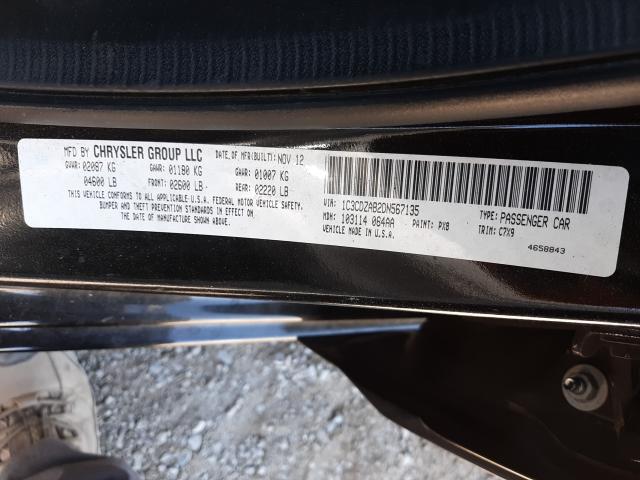 MFD BY CHRYSLER GROUP LLC DATE OF MFR(BUILT): NOV 12
GVWR: 02087 KG GAWR: 01180 KG GAWR: 01007 KG
04600 LB FRONT: 02600 LB REAR: 02220 LB
THIS VEHICLE CONFORMS TO ALL APPLICABLE U.S.A. FEDERAL MOTOR VEHICLE SAFETY,
BUMPER AND THEFT PREVENTION STANDARDS IN EFFECT ON
THE DATE OF MANUFACTURE SHOWN ABOVE.
VIN: 1C3CDZAB2DN567135 TYPE: PASSENGER CAR
MDH: 103114 064AA PAINT: PX8 TRIM: C7X9
VEHICLE MADE IN U.S.A. 4658843